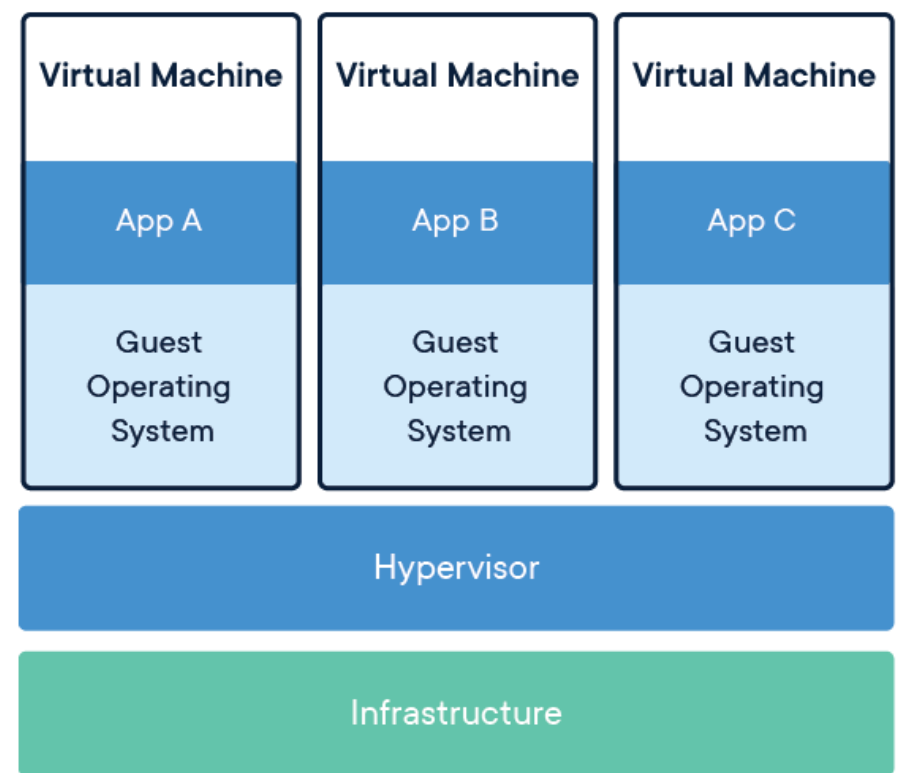 Virtual Machine
Virtual Machine
Virtual Machine
App A
App B
App C
Guest
Operating
System
Guest
Operating
System
Guest
Operating
System
Hypervisor
Infrastructure